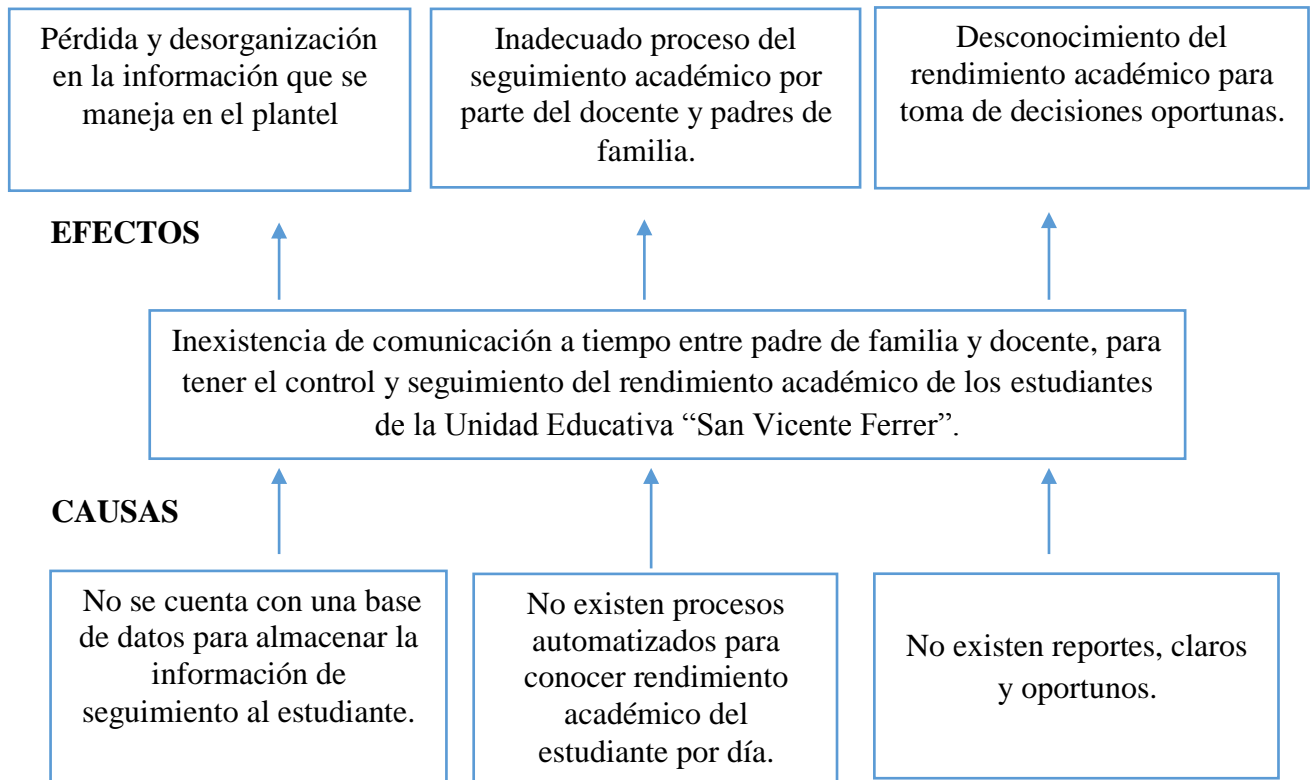 Pérdida y desorganización
en la información que se
maneja en el plantel
Inadecuado proceso del
seguimiento académico por
parte del docente y padres de
familia.
Desconocimiento del
rendimiento académico para
toma de decisiones oportunas.
EFECTOS
Inexistencia de comunicación a tiempo entre padre de familia y docente, para
tener el control y seguimiento del rendimiento académico de los estudiantes
de la Unidad Educativa “San Vicente Ferrer”.
CAUSAS
No se cuenta con una base
de datos para almacenar la
información de
seguimiento al estudiante.
No existen procesos
automatizados para
conocer rendimiento
académico del
estudiante por día.
No existen reportes, claros
y oportunos.